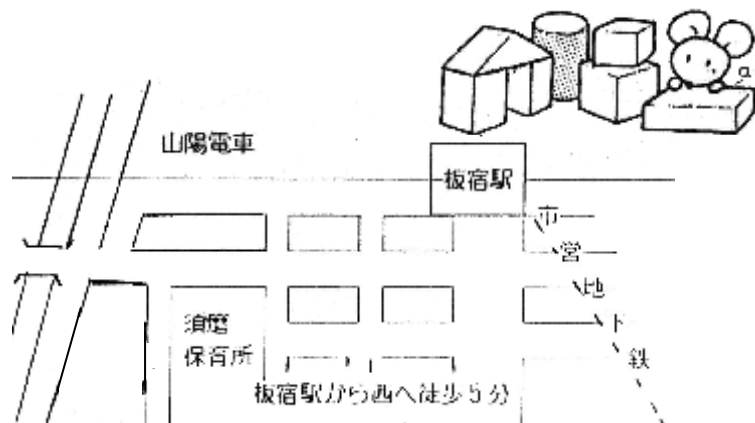 山陽電車
板宿駅
市営地下鉄
須磨
保育所
板宿駅から西へ徒歩5分